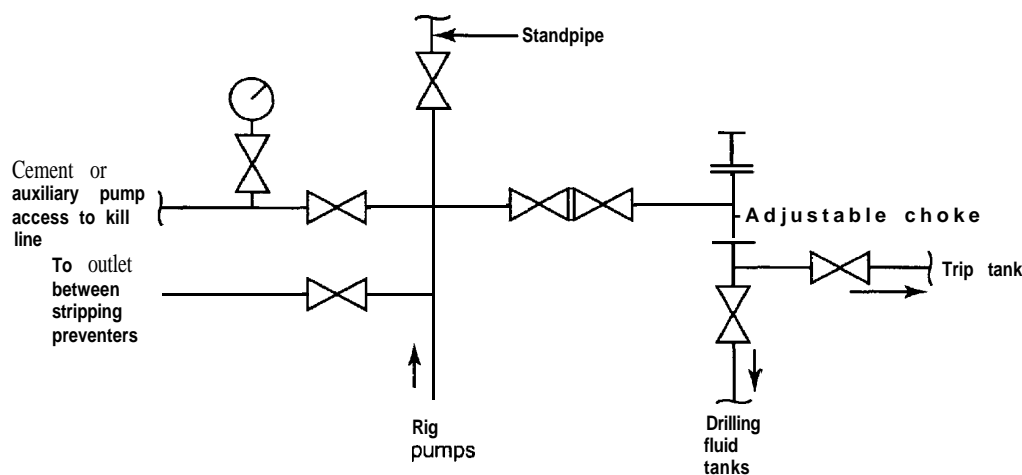 Standpipe
Cement or
auxiliary pump
access to kill
line
Adjustable choke
To outlet
between
stripping
preventers
Trip tank
Rig
pumps
Drilling
fluid
tanks